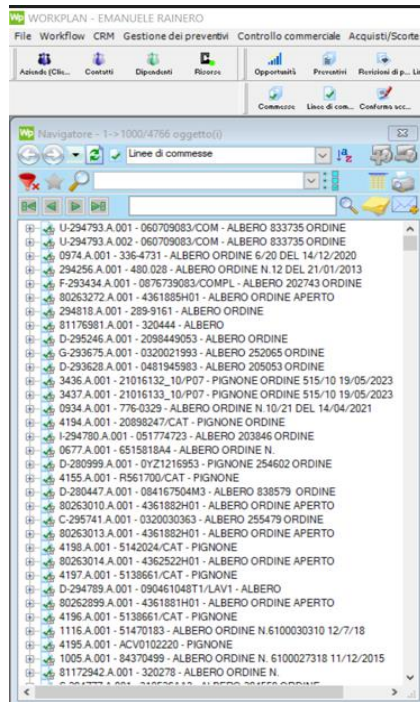 Wp WORKPLAN - EMANUELE RAINERO
File Workflow CRM Gestione dei preventivi Controllo commerciale Acquisti/Scorte
Aziende (Clie... Contatti Dipendenti Risorse Opportunità Preventivi Revisioni di p... Li
Commesse Linee di com... Conferma acc...
Wp Navigatore - 1->1000/4766 oggetto(i)
Linee di commesse
U-294793.A.001 - 060709083/COM - ALBERO 833735 ORDINE
U-294793.A.002 - 060709083/COM - ALBERO 833735 ORDINE
0974.A.001 - 336-4731 - ALBERO ORDINE 6/20 DEL 14/12/2020
294256.A.001 - 480.028 - ALBERO ORDINE N.12 DEL 21/01/2013
F-293434.A.001 - 0876739083/COMPL - ALBERO 202743 ORDINE
80263272.A.001 - 4361885H01 - ALBERO ORDINE APERTO
294818.A.001 - 289-9161 - ALBERO ORDINE
81176981.A.001 - 320444 - ALBERO
D-295246.A.001 - 2098449053 - ALBERO ORDINE
G-293675.A.001 - 0320021993 - ALBERO 252065 ORDINE
D-293628.A.001 - 0481945983 - ALBERO 205053 ORDINE
3436.A.001 - 21016132_10/P07 - PIGNONE ORDINE 515/10 19/05/2023
3437.A.001 - 21016133_10/P07 - PIGNONE ORDINE 515/10 19/05/2023
0934.A.001 - 776-0329 - ALBERO ORDINE N.10/21 DEL 14/04/2021
4194.A.001 - 20898247/CAT - PIGNONE ORDINE
I-294780.A.001 - 051774723 - ALBERO 203846 ORDINE
0677.A.001 - 6515818A4 - ALBERO ORDINE N.
D-280999.A.001 - 0YZ1216953 - PIGNONE 254602 ORDINE
4155.A.001 - R561700/CAT - PIGNONE
D-280447.A.001 - 084167504M3 - ALBERO 838579 ORDINE
80263010.A.001 - 4361882H01 - ALBERO ORDINE APERTO
C-295741.A.001 - 0320030363 - ALBERO 255479 ORDINE
80263013.A.001 - 4361882H01 - ALBERO ORDINE APERTO
4198.A.001 - 5142024/CAT - PIGNONE
80263014.A.001 - 4362522H01 - ALBERO ORDINE APERTO
4197.A.001 - 5138661/CAT - PIGNONE
D-294789.A.001 - 090461048T1/LAV1 - ALBERO
80262899.A.001 - 4361881H01 - ALBERO ORDINE APERTO
4196.A.001 - 5138661/CAT - PIGNONE
1116.A.001 - 51470183 - ALBERO ORDINE N.6100030310 12/7/18
4195.A.001 - ACV0102220 - PIGNONE
1005.A.001 - 84370499 - ALBERO ORDINE N. 6100027318 11/12/2015
81172942.A.001 - 320278 - ALBERO ORDINE N.